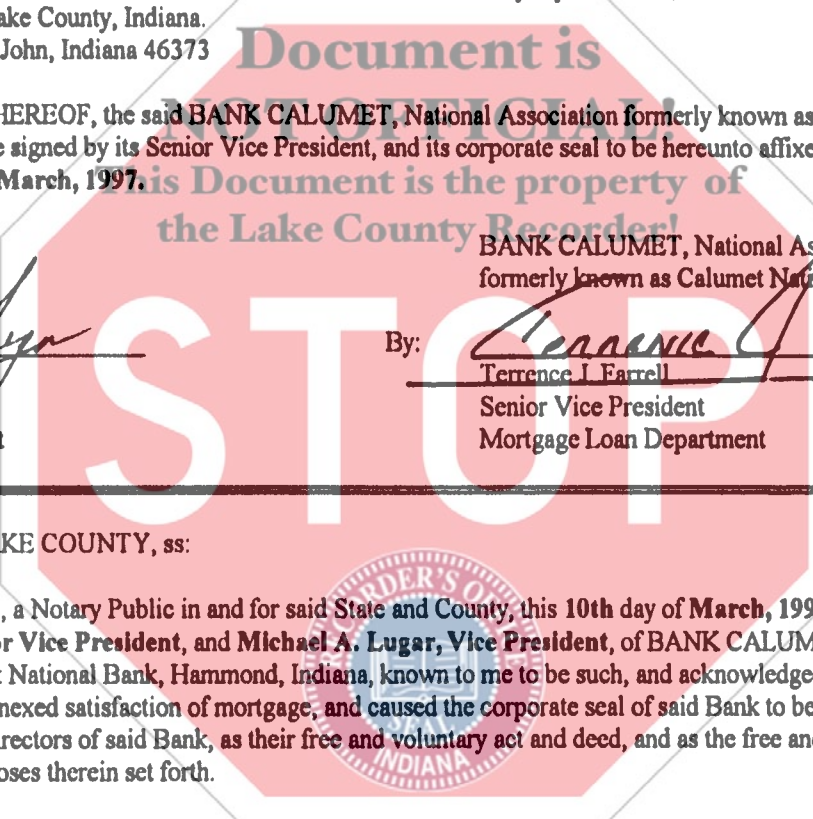 ake County, Indiana.
John, Indiana 46373
Document is
NOT OFFICIAL!
HEREOF, the said BANK CALUMET, National Association formerly known as
e signed by its Senior Vice President, and its corporate seal to be hereunto affixe
March, 1997.
This Document is the property of
the Lake County Recorder!
BANK CALUMET, National As
formerly known as Calumet Nati
STOP
By:
Terrence J. Farrell
Senior Vice President
Mortgage Loan Department
t
KE COUNTY, ss:
, a Notary Public in and for said State and County, this 10th day of March, 199
or Vice President, and Michael A. Lugar, Vice President, of BANK CALUM
t National Bank, Hammond, Indiana, known to me to be such, and acknowledge
nexed satisfaction of mortgage, and caused the corporate seal of said Bank to be
irectors of said Bank, as their free and voluntary act and deed, and as the free an
oses therein set forth.
RECORDER'S OFFICE
SEAL
INDIANA